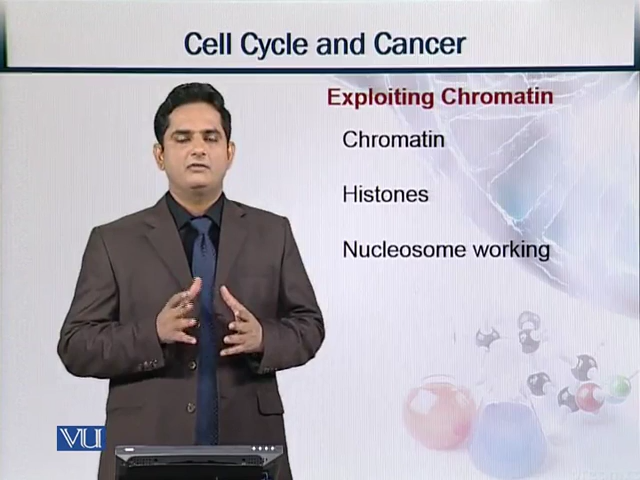 Cell Cycle and Cancer
Exploiting Chromatin
Chromatin
Histones
Nucleosome working
VU